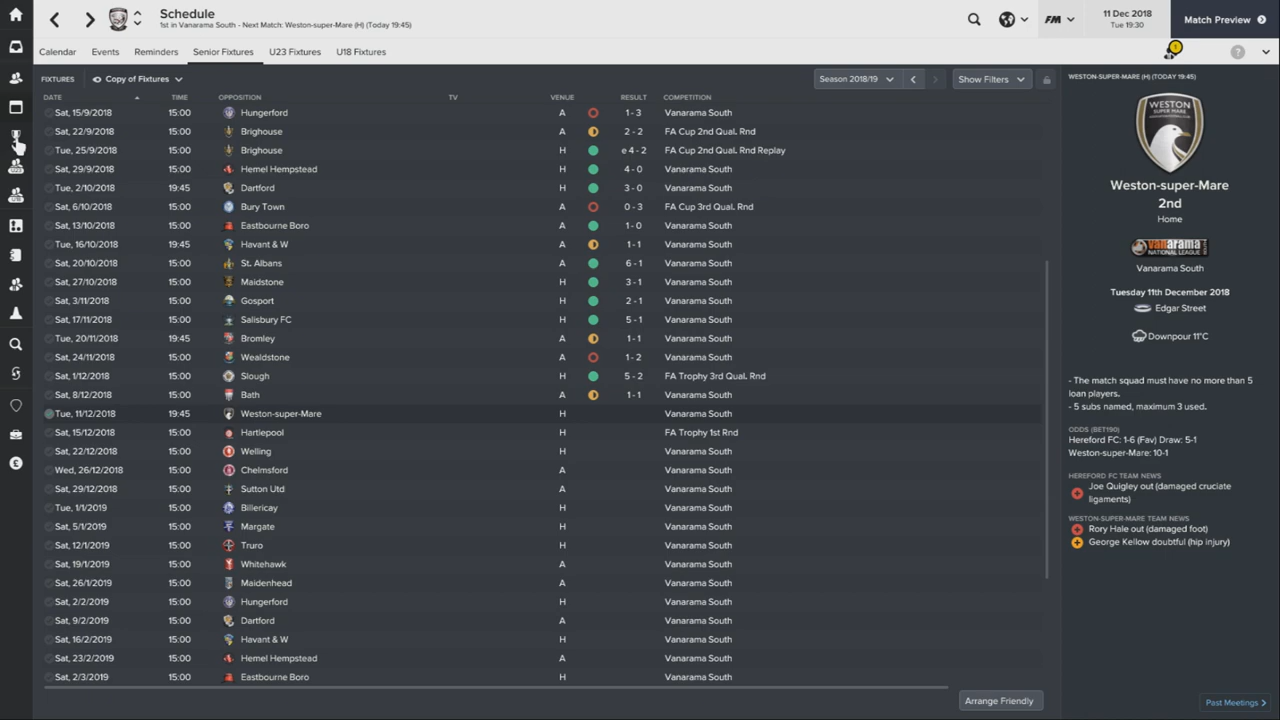 Schedule
1st in Vanarama South - Next Match: Weston-super-Mare (H) (Today 19:45)
FM
11 Dec 2018
Tue 19:30
Match Preview
Calendar Events Reminders Senior Fixtures U23 Fixtures U18 Fixtures
1
?
FIXTURES Copy of Fixtures Season 2018/19 Show Filters
DATE TIME OPPOSITION TV VENUE RESULT COMPETITION
Sat, 15/9/2018 15:00 Hungerford A 1 - 3 Vanarama South
Sat, 22/9/2018 15:00 Brighouse A 2 - 2 FA Cup 2nd Qual. Rnd
Tue, 25/9/2018 15:00 Brighouse H e 4 - 2 FA Cup 2nd Qual. Rnd Replay
Sat, 29/9/2018 15:00 Hemel Hempstead H 4 - 0 Vanarama South
Tue, 2/10/2018 19:45 Dartford H 3 - 0 Vanarama South
Sat, 6/10/2018 15:00 Bury Town A 0 - 3 FA Cup 3rd Qual. Rnd
Sat, 13/10/2018 15:00 Eastbourne Boro A 1 - 0 Vanarama South
Tue, 16/10/2018 19:45 Havant & W A 1 - 1 Vanarama South
Sat, 20/10/2018 15:00 St. Albans A 6 - 1 Vanarama South
Sat, 27/10/2018 15:00 Maidstone H 3 - 1 Vanarama South
Sat, 3/11/2018 15:00 Gosport H 2 - 1 Vanarama South
Sat, 17/11/2018 15:00 Salisbury FC H 5 - 1 Vanarama South
Tue, 20/11/2018 19:45 Bromley A 1 - 1 Vanarama South
Sat, 24/11/2018 15:00 Wealdstone A 1 - 2 Vanarama South
Sat, 1/12/2018 15:00 Slough H 5 - 2 FA Trophy 3rd Qual. Rnd
Sat, 8/12/2018 15:00 Bath A 1 - 1 Vanarama South
Tue, 11/12/2018 19:45 Weston-super-Mare H Vanarama South
Sat, 15/12/2018 15:00 Hartlepool H FA Trophy 1st Rnd
Sat, 22/12/2018 15:00 Welling H Vanarama South
Wed, 26/12/2018 15:00 Chelmsford A Vanarama South
Sat, 29/12/2018 15:00 Sutton Utd A Vanarama South
Tue, 1/1/2019 15:00 Billericay H Vanarama South
Sat, 5/1/2019 15:00 Margate H Vanarama South
Sat, 12/1/2019 15:00 Truro H Vanarama South
Sat, 19/1/2019 15:00 Whitehawk A Vanarama South
Sat, 26/1/2019 15:00 Maidenhead A Vanarama South
Sat, 2/2/2019 15:00 Hungerford H Vanarama South
Sat, 9/2/2019 15:00 Dartford A Vanarama South
Sat, 16/2/2019 15:00 Havant & W H Vanarama South
Sat, 23/2/2019 15:00 Hemel Hempstead A Vanarama South
Sat, 2/3/2019 15:00 Eastbourne Boro H Vanarama South
Arrange Friendly
WESTON-SUPER-MARE (H) (TODAY 19:45)
WESTON
SUPER MARE
Weston-super-Mare
2nd
Home
vanarama
NATIONAL LEAGUE
Vanarama South
Tuesday 11th December 2018
Edgar Street
Downpour 11°C
- The match squad must have no more than 5
loan players.
- 5 subs named, maximum 3 used.
ODDS (BET190)
Hereford FC: 1-6 (Fav) Draw: 5-1
Weston-super-Mare: 10-1
HEREFORD FC TEAM NEWS
Joe Quigley out (damaged cruciate
ligaments)
WESTON-SUPER-MARE TEAM NEWS
Rory Hale out (damaged foot)
George Kellow doubtful (hip injury)
Past Meetings